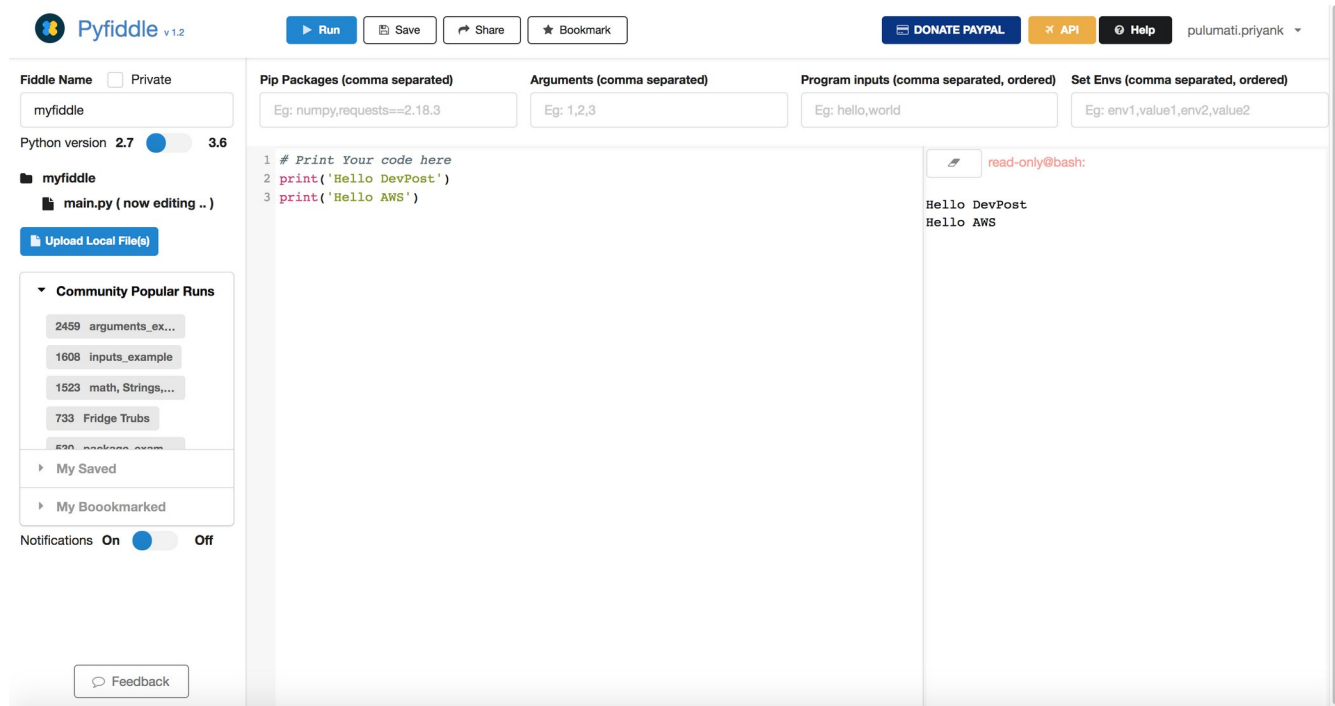 Pyfiddle v 1.2
Run
Save
Share
Bookmark
DONATE PAYPAL
API
Help
pulumati.priyank
Fiddle Name
Private
myfiddle
Python version 2.7 3.6
myfiddle
main.py ( now editing .. )
Upload Local File(s)
Community Popular Runs
2459 arguments_ex...
1608 inputs_example
1523 math, Strings,...
733 Fridge Trubs
530 package_exam...
My Saved
My Boookmarked
Notifications On Off
Feedback
Pip Packages (comma separated)
Eg: numpy,requests==2.18.3
Arguments (comma separated)
Eg: 1,2,3
Program inputs (comma separated, ordered)
Eg: hello,world
Set Envs (comma separated, ordered)
Eg: env1,value1,env2,value2
1 # Print Your code here
2 print('Hello DevPost')
3 print('Hello AWS')
read-only@bash:
Hello DevPost
Hello AWS